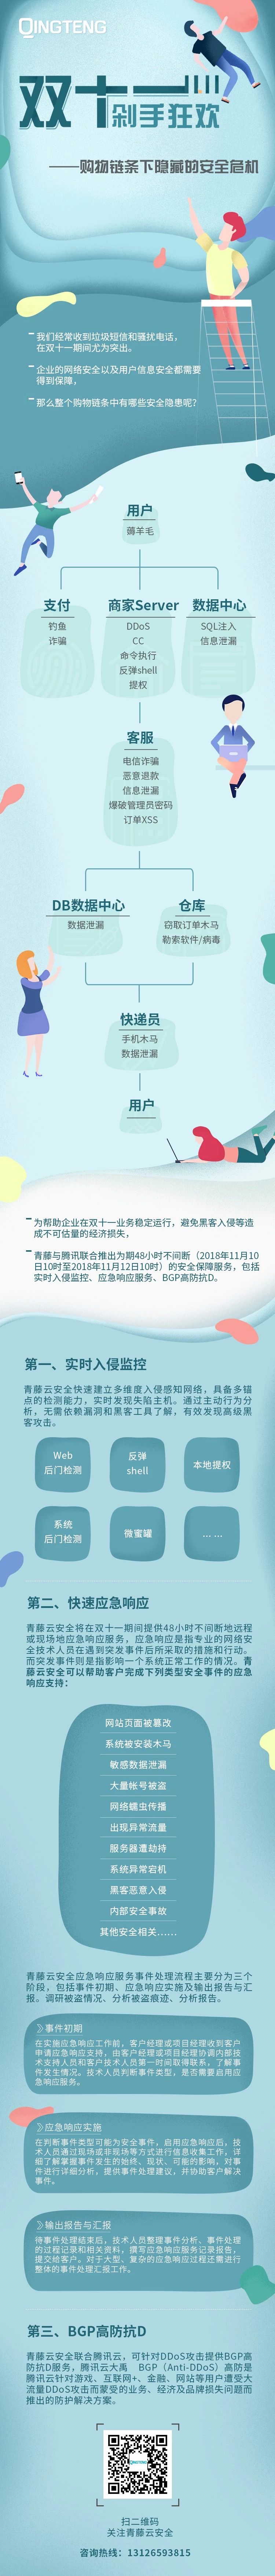 QINGTENG
双十一
剁手狂欢
——购物链条下隐藏的安全危机
我们经常收到垃圾短信和骚扰电话，
在双十一期间尤为突出。
企业的网络安全以及用户信息安全都需要
得到保障，
那么整个购物链条中有哪些安全隐患呢？
用户
薅羊毛
支付
钓鱼
诈骗
商家Server
DDoS
CC
命令执行
反弹shell
提权
数据中心
SQL注入
信息泄漏
客服
电信诈骗
恶意退款
信息泄漏
爆破管理员密码
订单XSS
DB数据中心
数据泄漏
仓库
窃取订单木马
勒索软件/病毒
快递员
手机木马
数据泄漏
用户
为帮助企业在双十一业务稳定运行，避免黑客入侵等造
成不可估量的经济损失，
青藤与腾讯联合推出为期48小时不间断（2018年11月10
日10时至2018年11月12日10时）的安全保障服务，包括
实时入侵监控、应急响应服务、BGP高防抗D。
第一、实时入侵监控
青藤云安全快速建立多维度入侵感知网络，具备多锚
点的检测能力，实时发现失陷主机。通过主动行为分
析，无需依赖漏洞和黑客工具了解，有效发现高级黑
客攻击。
Web
后门检测
反弹
shell
本地提权
系统
后门检测
微蜜罐
... ...
第二、快速应急响应
青藤云安全将在双十一期间提供48小时不间断地远程
或现场地应急响应服务，应急响应是指专业的网络安
全技术人员在遇到突发事件后所采取的措施和行动。
而突发事件则是指影响一个系统正常工作的情况。青
藤云安全可以帮助客户完成下列类型安全事件的应急
响应支持：
网站页面被篡改
系统被安装木马
敏感数据泄漏
大量帐号被盗
网络蠕虫传播
出现异常流量
服务器遭劫持
系统异常宕机
黑客恶意入侵
内部安全事故
其他安全相关……
青藤云安全应急响应服务事件处理流程主要分为三个
阶段，包括事件初期、应急响应实施及输出报告与汇
报。调研被盗情况、分析被盗痕迹、分析报告。
事件初期
在实施应急响应工作前，客户经理或项目经理收到客户
申请应急响应支持，由客户经理或项目经理协调内部技
术支持人员和客户技术人员第一时间取得联系，了解事
件发生情况。技术人员判断事件类型，是否需要启用应
急响应服务。
应急响应实施
在判断事件类型可能为安全事件，启用应急响应后，技
术人员通过现场或非现场等方式进行信息收集工作，详
细了解掌握事件发生的始终、现状、可能的影响，对事
件进行详细分析，提供事件处理建议，并协助客户解决
事件。
输出报告与汇报
待事件处理结束后，技术人员整理事件分析、事件处理
的过程记录和相关资料，撰写应急响应服务记录报告，
提交给客户。对于大型、复杂的应急响应过程还需进行
整体的事件处理汇报工作。
第三、BGP高防抗D
青藤云安全联合腾讯云，可针对DDoS攻击提供BGP高
防抗D服务，腾讯云大禹 BGP（Anti-DDoS）高防是
腾讯云针对游戏、互联网+、金融、网站等用户遭受大
流量DDoS攻击而蒙受的业务、经济及品牌损失问题而
推出的防护解决方案。
扫二维码
关注青藤云安全
咨询热线：13126593815